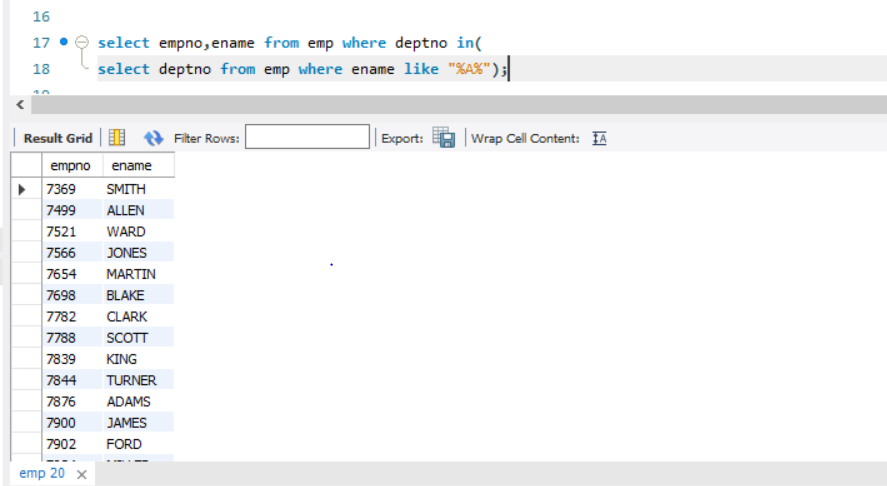 16
17 select empno,ename from emp where deptno in(
18 select deptno from emp where ename like "%A%");
Result Grid Filter Rows: Export: Wrap Cell Content: IA
empno ename
7369 SMITH
7499 ALLEN
7521 WARD
7566 JONES
7654 MARTIN
7698 BLAKE
7782 CLARK
7788 SCOTT
7839 KING
7844 TURNER
7876 ADAMS
7900 JAMES
7902 FORD
emp 20